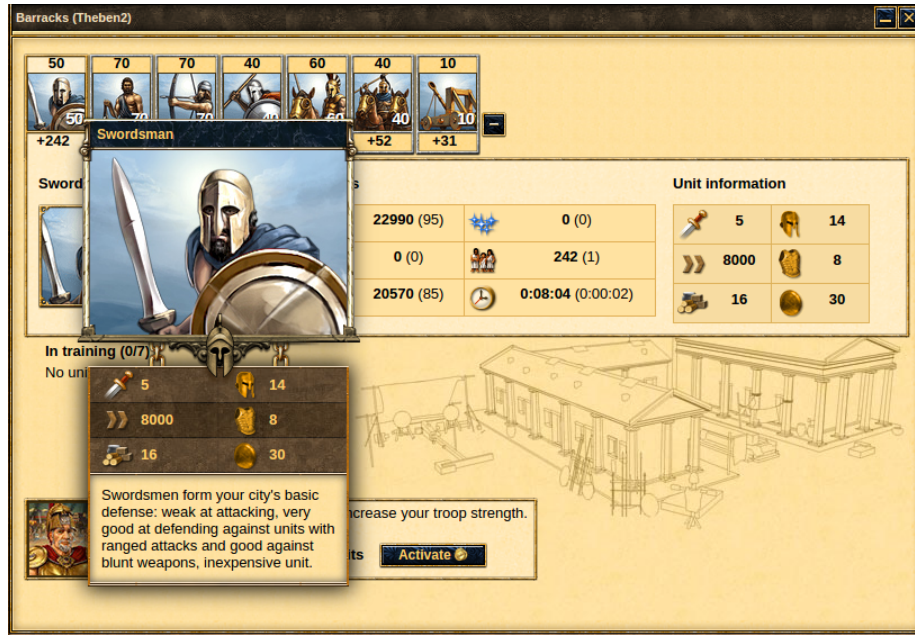 Barracks (Theben2)
50 70 70 40 60 40 10
50 40 10
+242 +52 +31
Swordsman
Sword
s
Unit information
22990 (95) 0 (0)
0 (0) 242 (1)
20570 (85) 0:08:04 (0:00:02)
5 14
8000 8
16 30
In training (0/7)
No uni
5 14
8000 8
16 30
Swordsmen form your city's basic
defense: weak at attacking, very
good at defending against units with
ranged attacks and good against
blunt weapons, inexpensive unit.
ncrease your troop strength.
its Activate